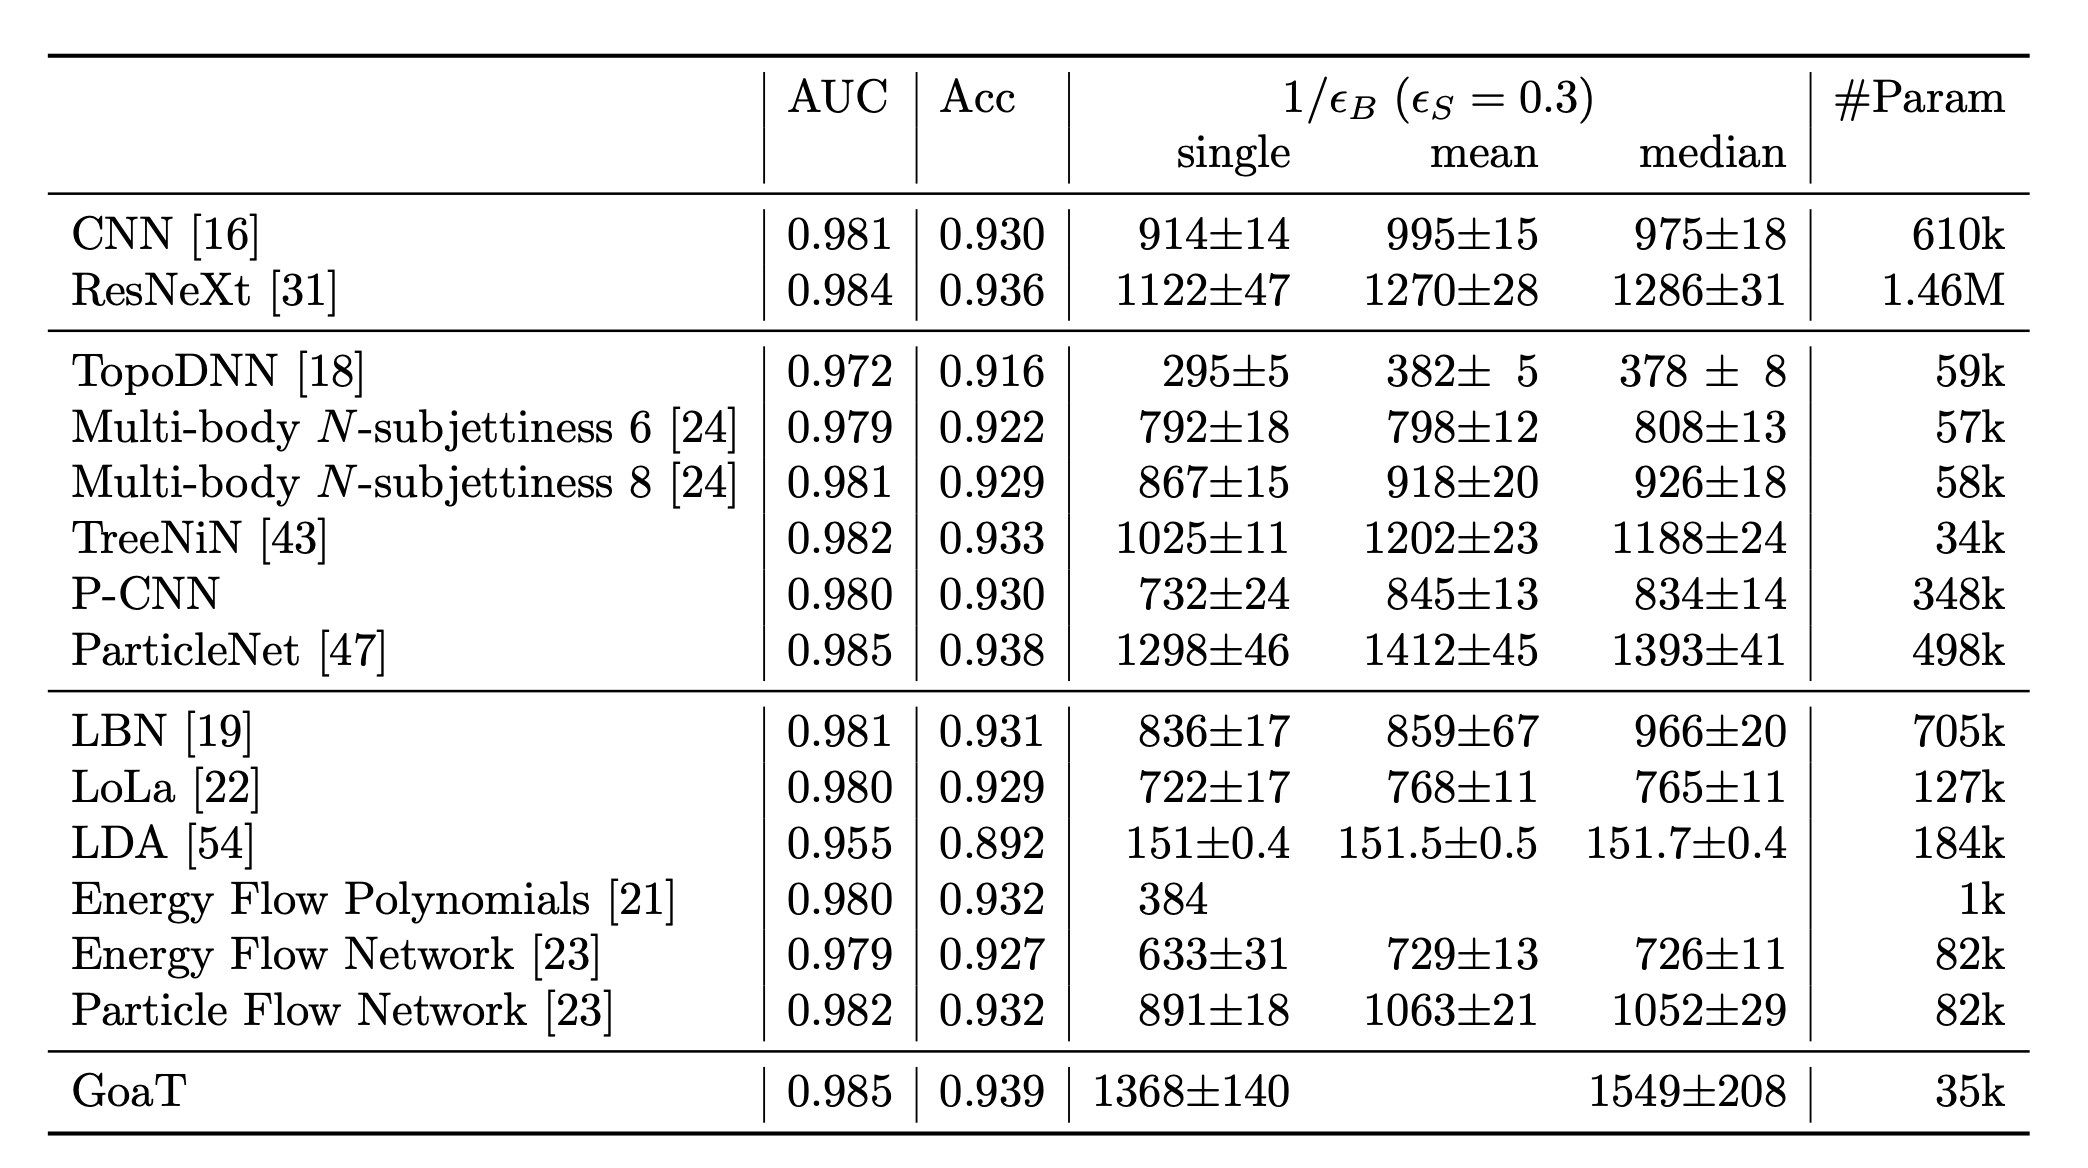 AUC Acc 1/ϵ_B (ϵ_S = 0.3) #Param
single mean median
CNN [16] 0.981 0.930 914±14 995±15 975±18 610k
ResNeXt [31] 0.984 0.936 1122±47 1270±28 1286±31 1.46M
TopoDNN [18] 0.972 0.916 295±5 382± 5 378 ± 8 59k
Multi-body N-subjettiness 6 [24] 0.979 0.922 792±18 798±12 808±13 57k
Multi-body N-subjettiness 8 [24] 0.981 0.929 867±15 918±20 926±18 58k
TreeNiN [43] 0.982 0.933 1025±11 1202±23 1188±24 34k
P-CNN 0.980 0.930 732±24 845±13 834±14 348k
ParticleNet [47] 0.985 0.938 1298±46 1412±45 1393±41 498k
LBN [19] 0.981 0.931 836±17 859±67 966±20 705k
LoLa [22] 0.980 0.929 722±17 768±11 765±11 127k
LDA [54] 0.955 0.892 151±0.4 151.5±0.5 151.7±0.4 184k
Energy Flow Polynomials [21] 0.980 0.932 384 1k
Energy Flow Network [23] 0.979 0.927 633±31 729±13 726±11 82k
Particle Flow Network [23] 0.982 0.932 891±18 1063±21 1052±29 82k
GoaT 0.985 0.939 1368±140 1549±208 35k